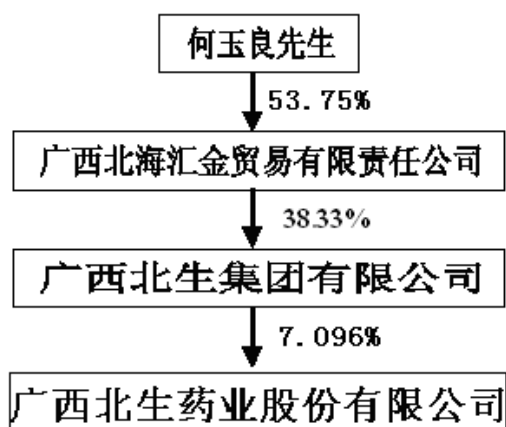 何玉良先生
53.75%
广西北海汇金贸易有限责任公司
38.33%
广西北生集团有限公司
7.096%
广西北生药业股份有限公司